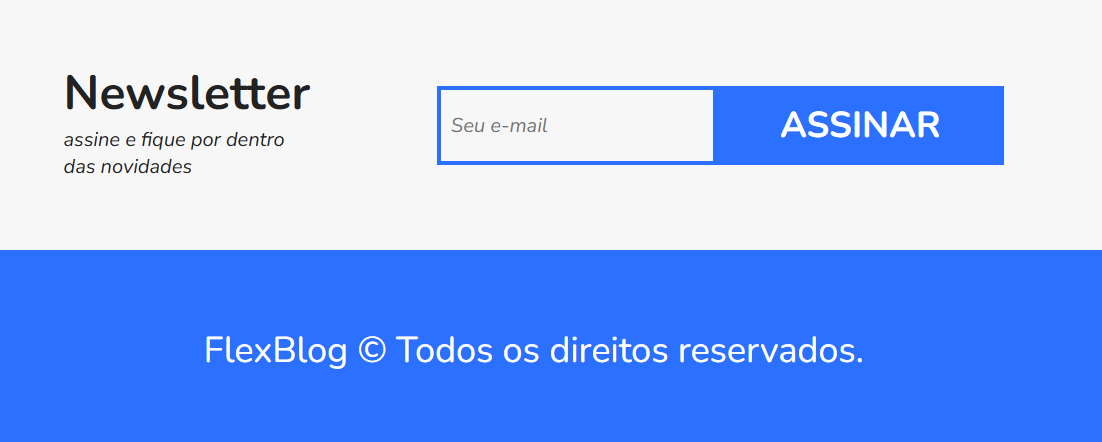 Newsletter
assine e fique por dentro
das novidades
Seu e-mail
ASSINAR
FlexBlog © Todos os direitos reservados.